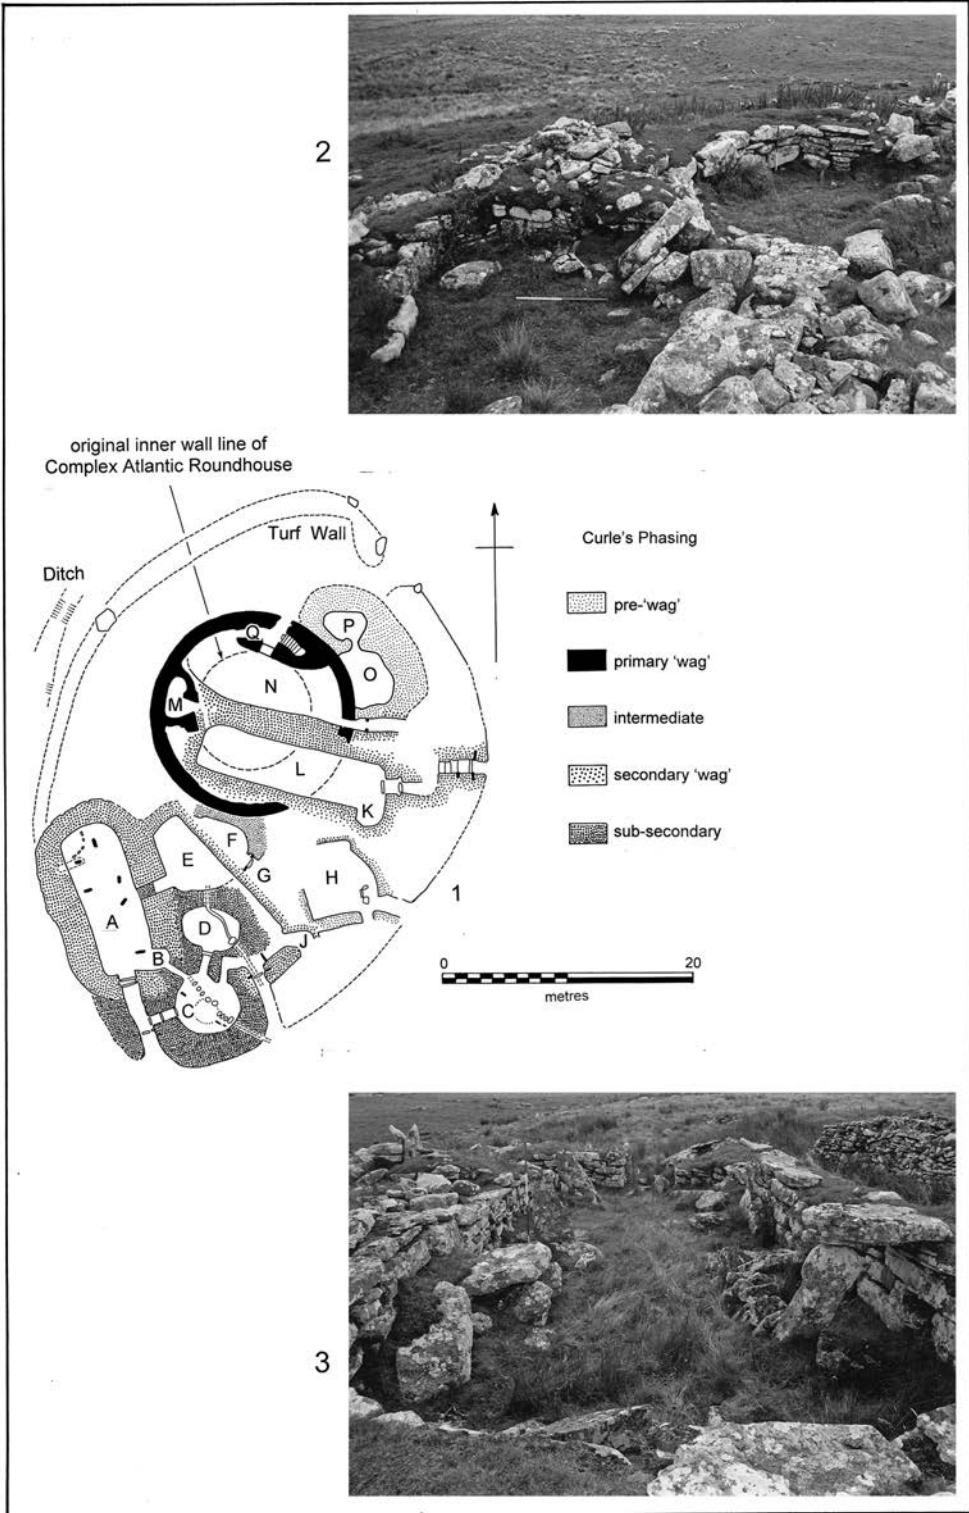 2
original inner wall line of
Complex Atlantic Roundhouse
Turf Wall
Ditch
Curle's Phasing
pre-'wag'
primary 'wag'
intermediate
secondary 'wag'
sub-secondary
P
Q
O
N
M
L
K
F
E
G
H
1
A
D
J
B
C
0 20
metres
3